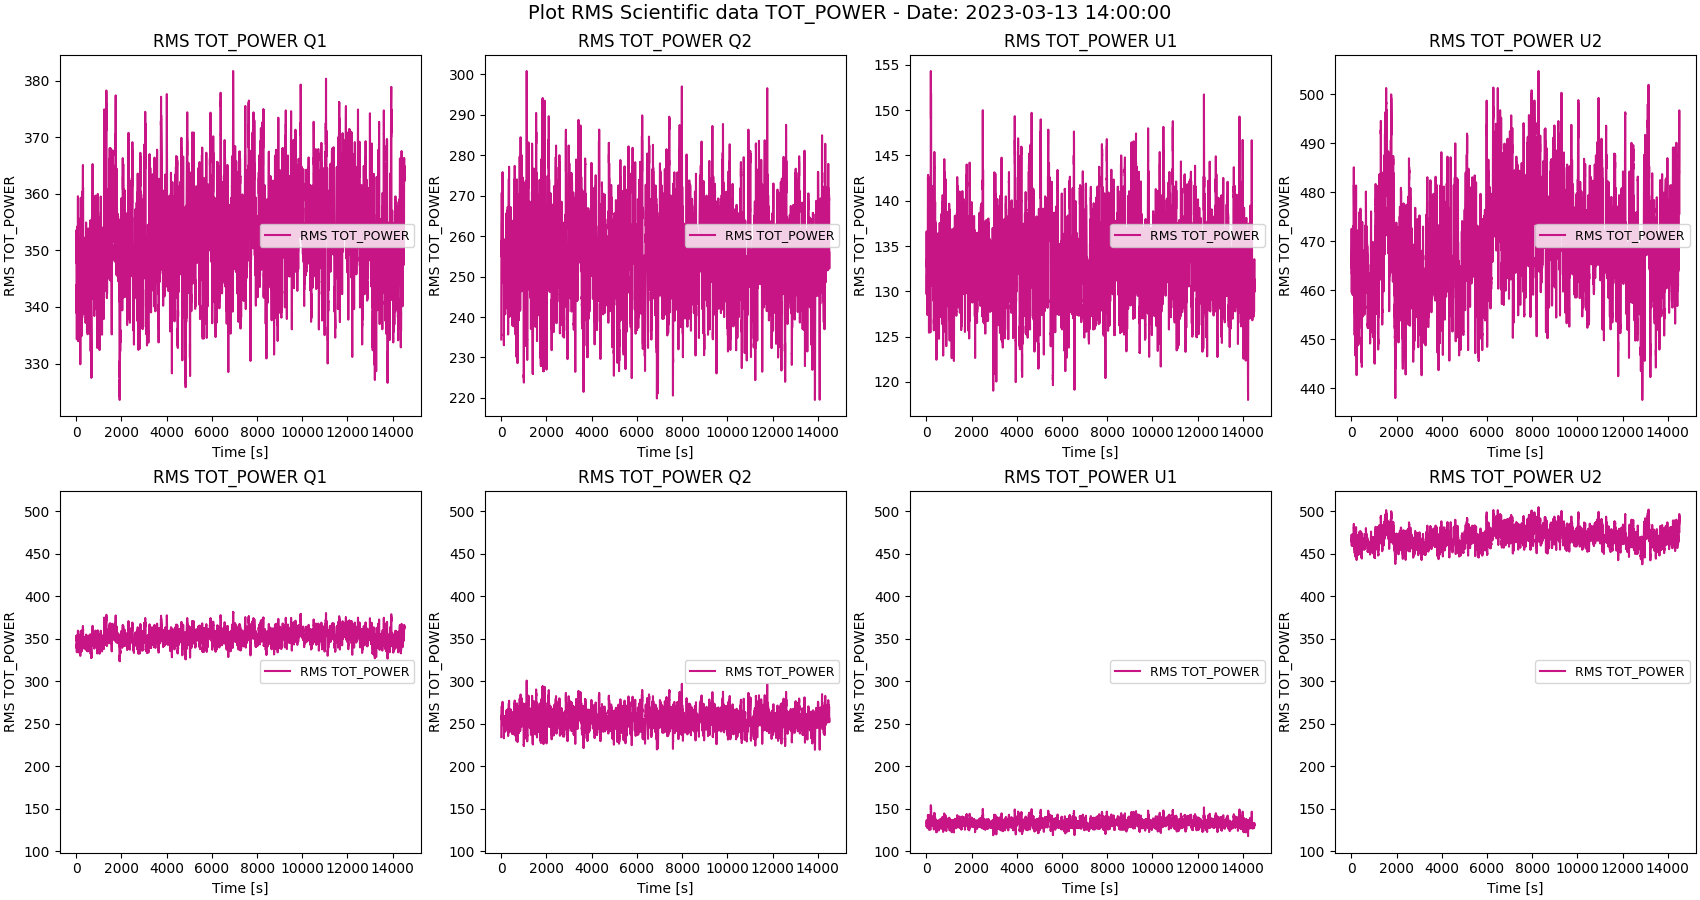 Plot RMS Scientific data TOT_POWER - Date: 2023-03-13 14:00:00
RMS TOT_POWER Q1
RMS TOT_POWER
380
370
360
350
340
330
RMS TOT_POWER
0 2000 4000 6000 8000 10000 12000 14000
Time [s]
RMS TOT_POWER Q2
RMS TOT_POWER
300
290
280
270
260
250
240
230
220
RMS TOT_POWER
0 2000 4000 6000 8000 10000 12000 14000
Time [s]
RMS TOT_POWER U1
RMS TOT_POWER
155
150
145
140
135
130
125
120
RMS TOT_POWER
0 2000 4000 6000 8000 10000 12000 14000
Time [s]
RMS TOT_POWER U2
RMS TOT_POWER
500
490
480
470
460
450
440
RMS TOT_POWER
0 2000 4000 6000 8000 10000 12000 14000
Time [s]
RMS TOT_POWER Q1
RMS TOT_POWER
500
450
400
350
300
250
200
150
100
RMS TOT_POWER
0 2000 4000 6000 8000 10000 12000 14000
Time [s]
RMS TOT_POWER Q2
RMS TOT_POWER
500
450
400
350
300
250
200
150
100
RMS TOT_POWER
0 2000 4000 6000 8000 10000 12000 14000
Time [s]
RMS TOT_POWER U1
RMS TOT_POWER
500
450
400
350
300
250
200
150
100
RMS TOT_POWER
0 2000 4000 6000 8000 10000 12000 14000
Time [s]
RMS TOT_POWER U2
RMS TOT_POWER
500
450
400
350
300
250
200
150
100
RMS TOT_POWER
0 2000 4000 6000 8000 10000 12000 14000
Time [s]